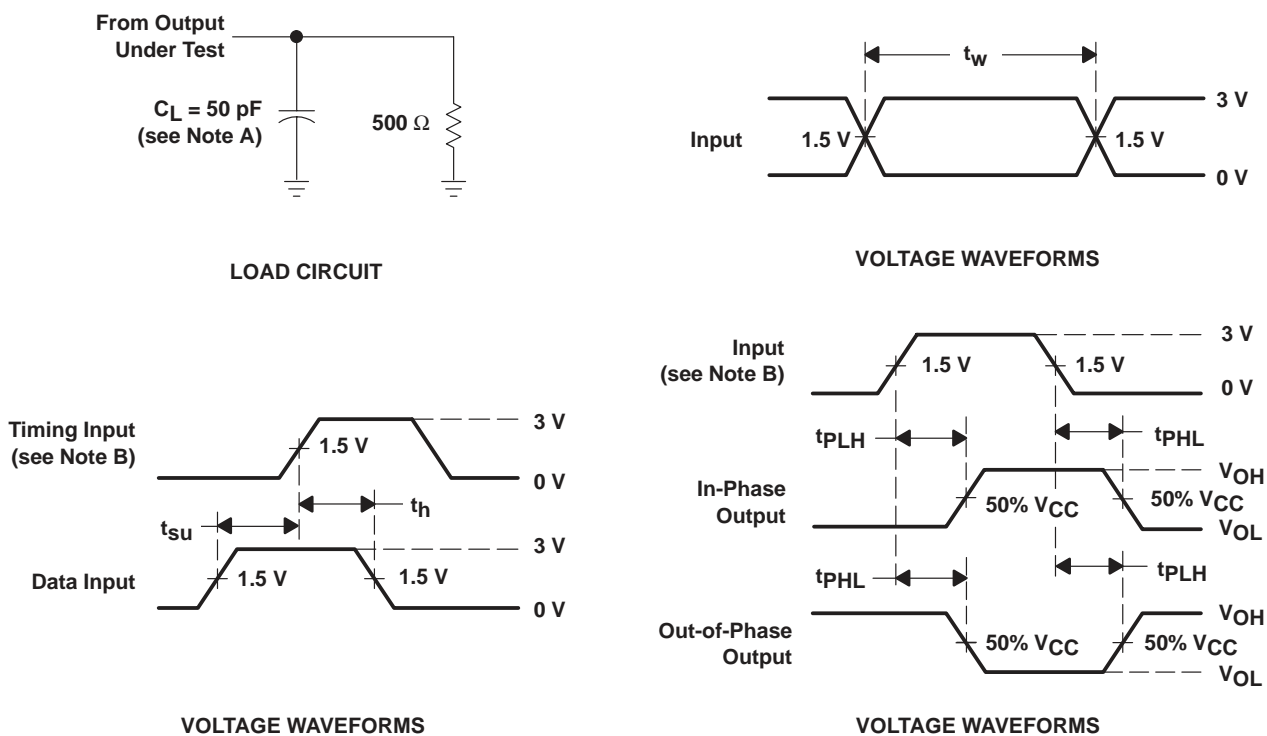 From Output
Under Test
CL = 50 pF
(see Note A)
500 Ω
LOAD CIRCUIT
tw
3 V
Input
1.5 V
1.5 V
0 V
VOLTAGE WAVEFORMS
Timing Input
(see Note B)
3 V
1.5 V
0 V
th
tsu
3 V
Data Input
1.5 V
1.5 V
0 V
VOLTAGE WAVEFORMS
Input
(see Note B)
3 V
1.5 V
1.5 V
0 V
tPLH
tPHL
VOH
In-Phase
Output
50% VCC
50% VCC
VOL
tPHL
tPLH
VOH
Out-of-Phase
Output
50% VCC
50% VCC
VOL
VOLTAGE WAVEFORMS